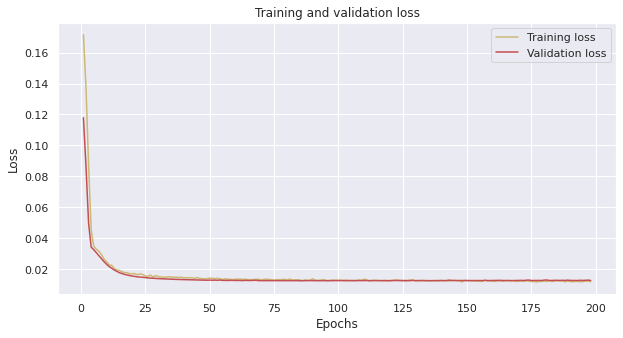 Training and validation loss
Training loss
Validation loss
0.16
0.14
0.12
0.10
0.08
0.06
0.04
0.02
Loss
0 25 50 75 100 125 150 175 200
Epochs